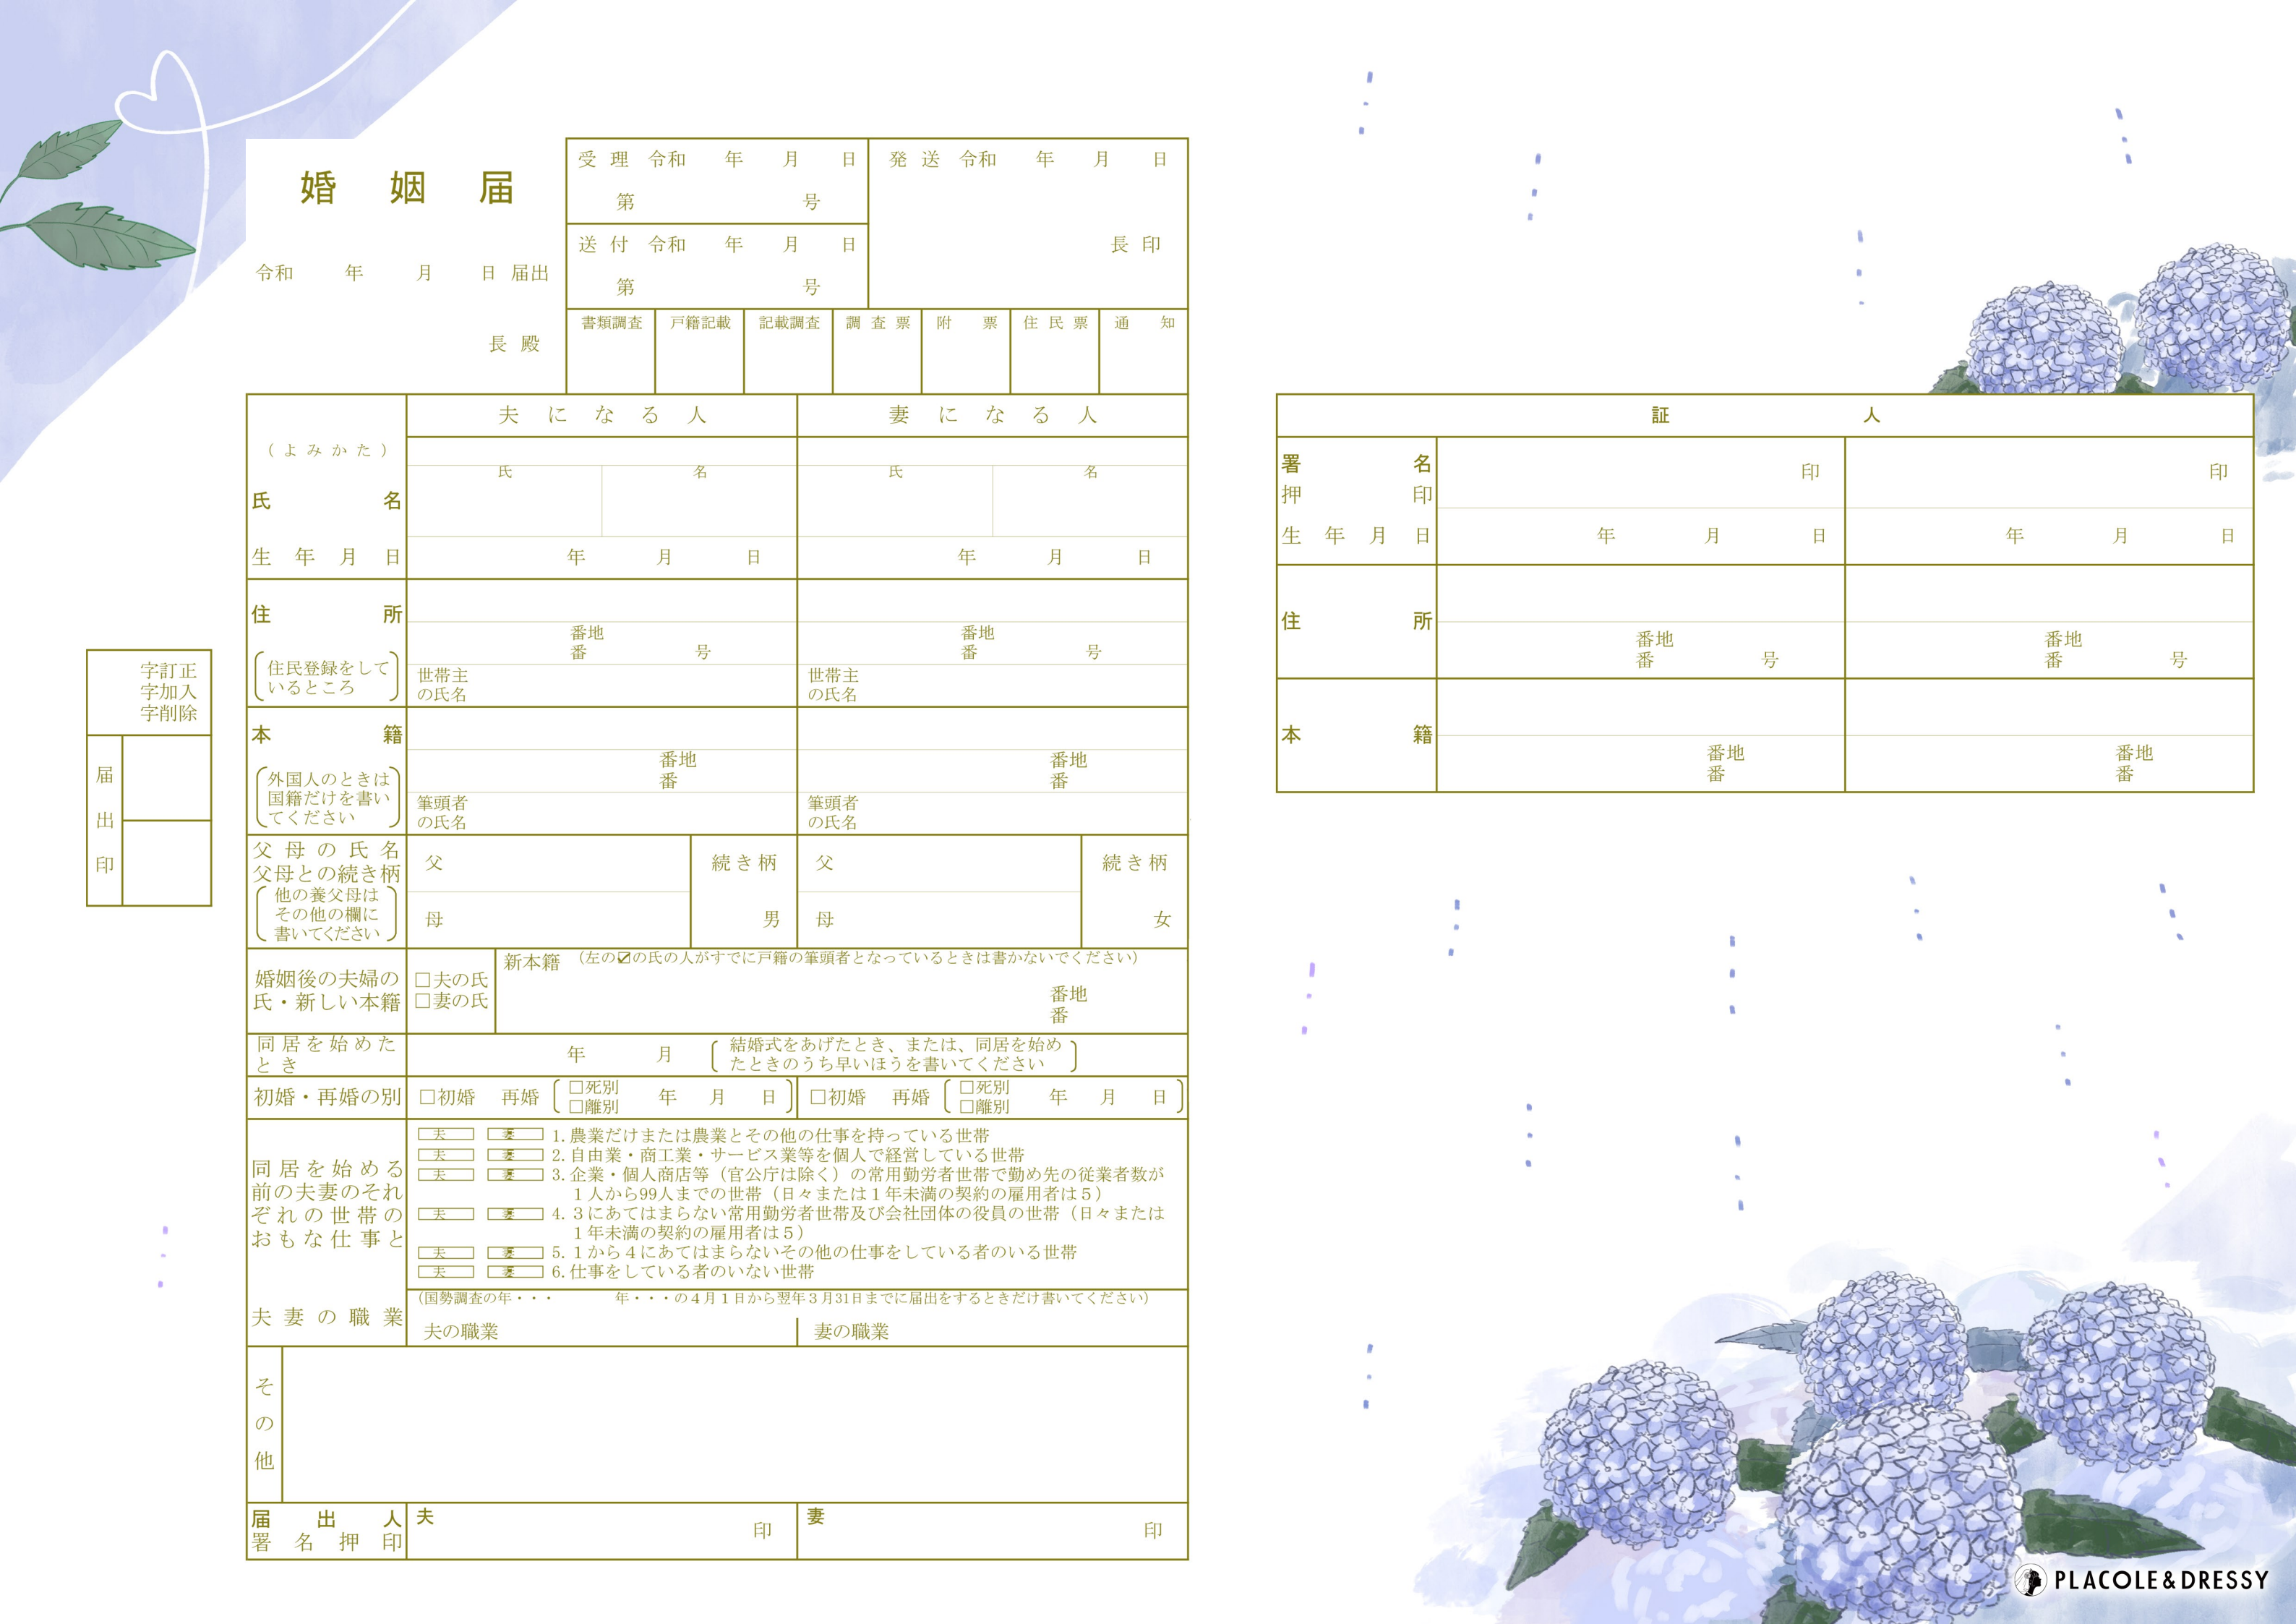 婚姻届
令和 年 月 日 届出
長 殿
受理 令和 年 月 日
第 号
送付 令和 年 月 日
第 号
発送 令和 年 月 日
長印
書類調査 戸籍記載 記載調査 調査票 附票 住民票 通知
夫になる人 妻になる人
(よみかた)
氏名 氏 名 氏 名
生年月日 年 月 日 年 月 日
住所
番地 番地
番 号 番 号
(住民登録をして
いるところ)
世帯主 世帯主
の氏名 の氏名
本籍
番地 番地
番 番
(外国人のときは
国籍だけを書い
てください)
筆頭者 筆頭者
の氏名 の氏名
父母の氏名
父母との続き柄
(他の養父母は
その他の欄に
書いてください)
父 続き柄 父 続き柄
母 男 母 女
婚姻後の夫婦の
氏・新しい本籍
□夫の氏
□妻の氏
新本籍 (左の☑の氏の人がすでに戸籍の筆頭者となっているときは書かないでください)
番地
番
同居を始めた
とき
年 月 (結婚式をあげたとき、または、同居を始め
たときのうち早いほうを書いてください)
初婚・再婚の別 □初婚 再婚 (□死別 □離別 年 月 日) □初婚 再婚 (□死別 □離別 年 月 日)
同居を始める
前の夫妻のそれ
ぞれの世帯の
おもな仕事と
夫 妻 1.農業だけまたは農業とその他の仕事を持っている世帯
夫 妻 2.自由業・商工業・サービス業等を個人で経営している世帯
夫 妻 3.企業・個人商店等(官公庁は除く)の常用勤労者世帯で勤め先の従業者数が
1人から99人までの世帯(日々または1年未満の契約の雇用者は5)
夫 妻 4.3にあてはまらない常用勤労者世帯及び会社団体の役員の世帯(日々または
1年未満の契約の雇用者は5)
夫 妻 5.1から4にあてはまらないその他の仕事をしている者のいる世帯
夫 妻 6.仕事をしている者のいない世帯
夫妻の職業
(国勢調査の年・・・ 年・・・の4月1日から翌年3月31日までに届出をするときだけ書いてください)
夫の職業 妻の職業
その他
届出人
署名押印
夫 印 妻 印
字訂正
字加入
字削除
届出印
証人
署名
押印
印 印
生年月日 年 月 日 年 月 日
住所
番地 番地
番 号 番 号
本籍
番地 番地
番 番
PLACOLE&DRESSY